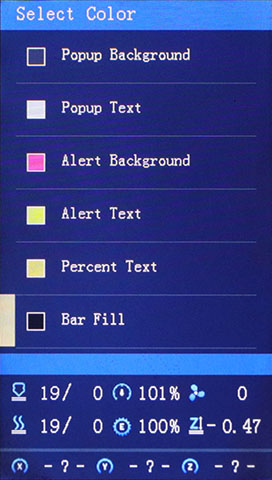 Select Color
Popup Background
Popup Text
Alert Background
Alert Text
Percent Text
Bar Fill
19/ 0 101% 0
19/ 0 E 100% Z -0.47
X -?- Y -?- Z -?-